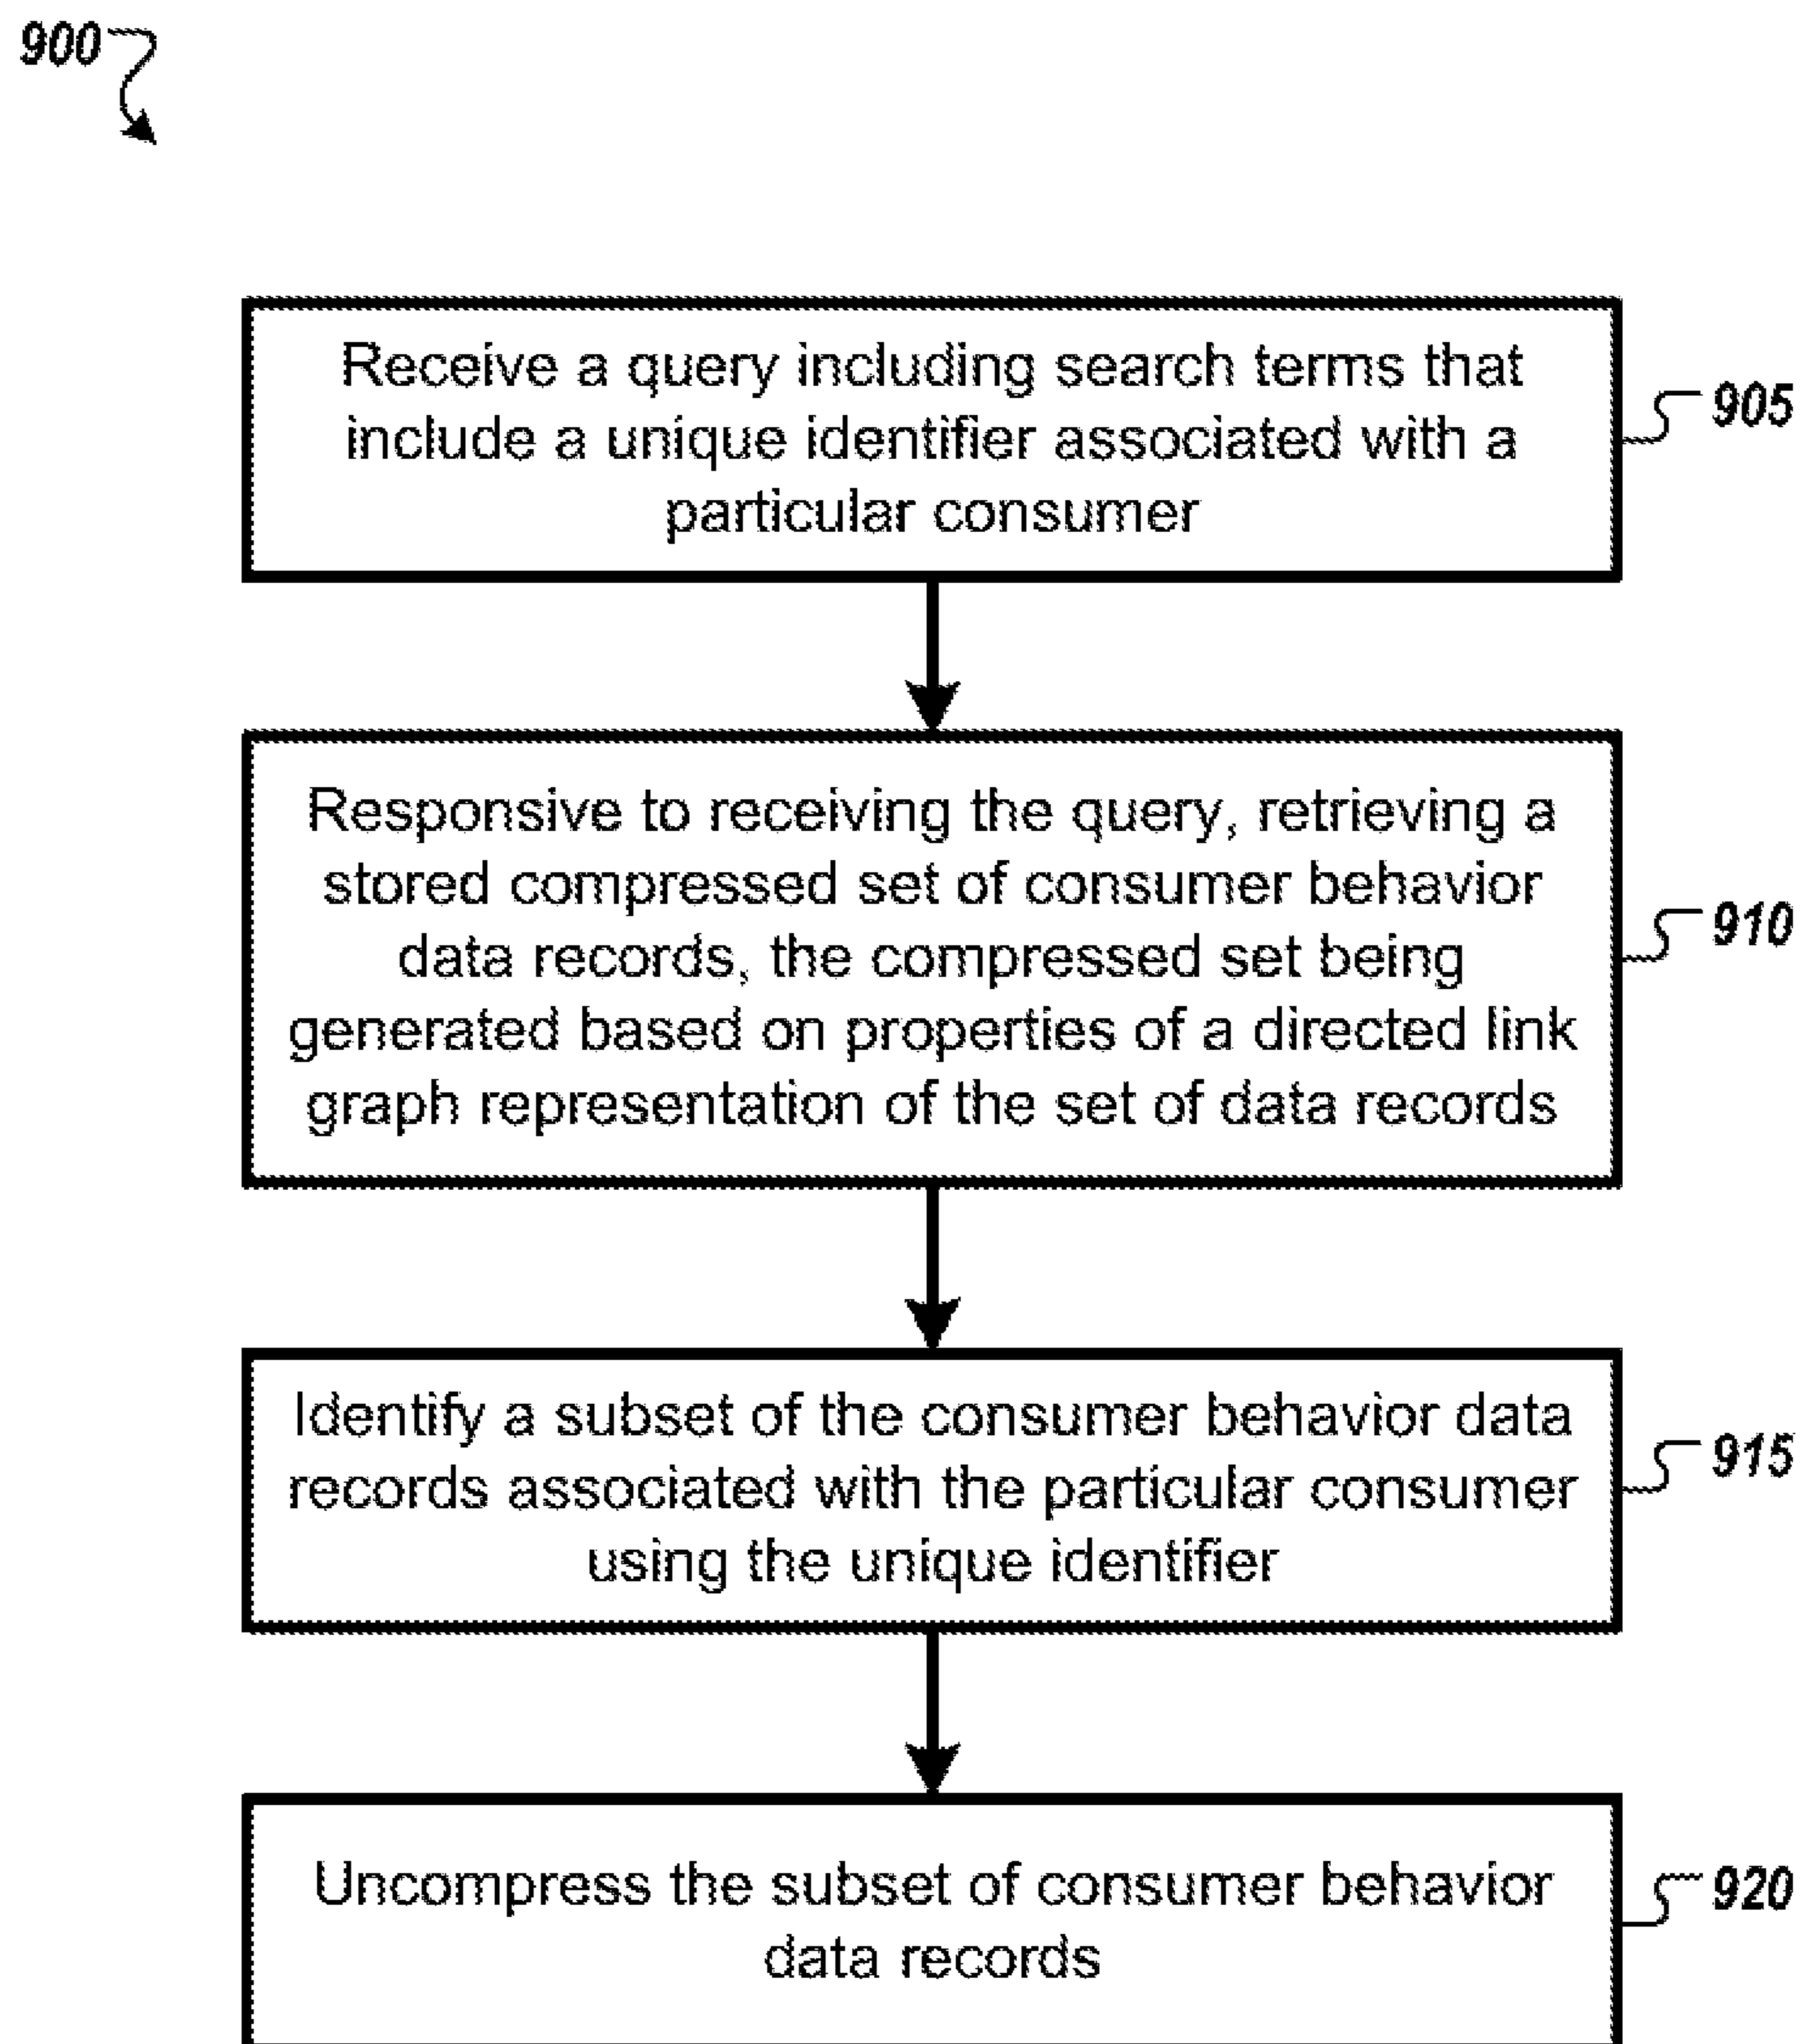 900
Receive a query including search terms that
include a unique identifier associated with a
particular consumer
905
Responsive to receiving the query, retrieving a
stored compressed set of consumer behavior
data records, the compressed set being
generated based on properties of a directed link
graph representation of the set of data records
910
Identify a subset of the consumer behavior data
records associated with the particular consumer
using the unique identifier
915
Uncompress the subset of consumer behavior
data records
920